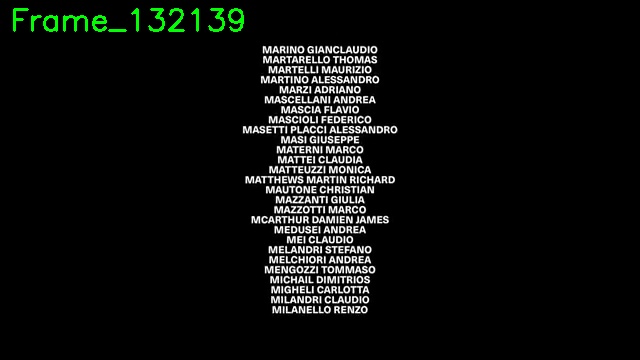 Frame_132139
MARINO GIANCLAUDIO
MARTARELLO THOMAS
MARTELLI MAURIZIO
MARTINO ALESSANDRO
MARZI ADRIANO
MASCELLANI ANDREA
MASCIA FLAVIO
MASCIOLI FEDERICO
MASETTI PLACCI ALESSANDRO
MASI GIUSEPPE
MATERNI MARCO
MATTEI CLAUDIA
MATTEUZZI MONICA
MATTHEWS MARTIN RICHARD
MAUTONE CHRISTIAN
MAZZANTI GIULIA
MAZZOTTI MARCO
MCARTHUR DAMIEN JAMES
MEDUSEI ANDREA
MEI CLAUDIO
MELANDRI STEFANO
MELCHIORI ANDREA
MENGOZZI TOMMASO
MICHAIL DIMITRIOS
MIGHELI CARLOTTA
MILANDRI CLAUDIO
MILANELLO RENZO